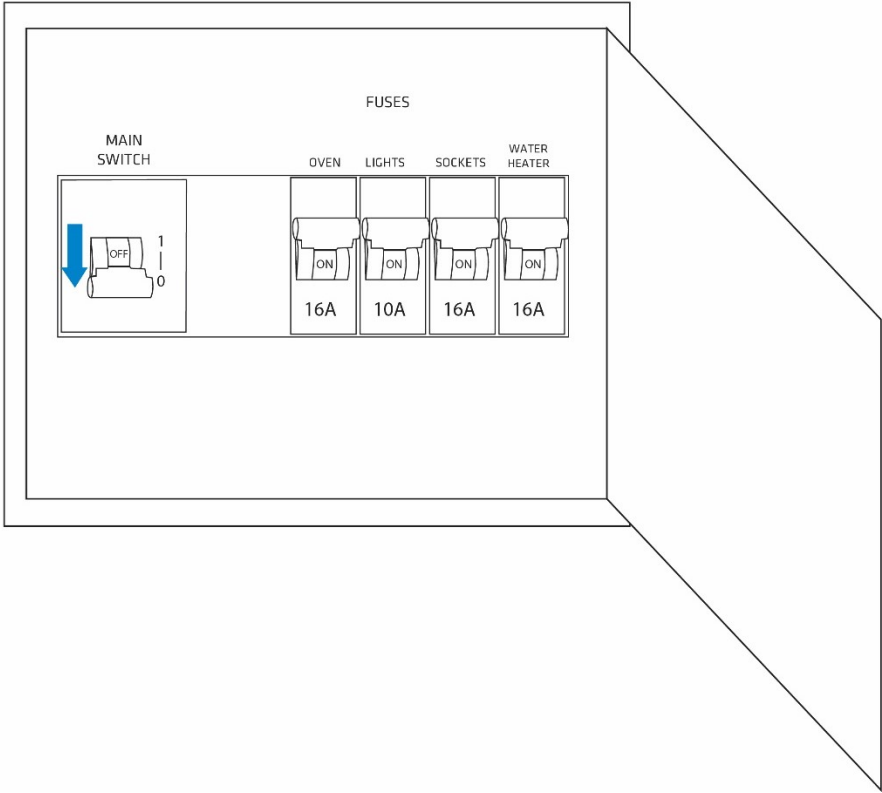 FUSES
MAIN
SWITCH
OVEN LIGHTS SOCKETS WATER
HEATER
OFF 1
0
ON ON ON ON
16A 10A 16A 16A